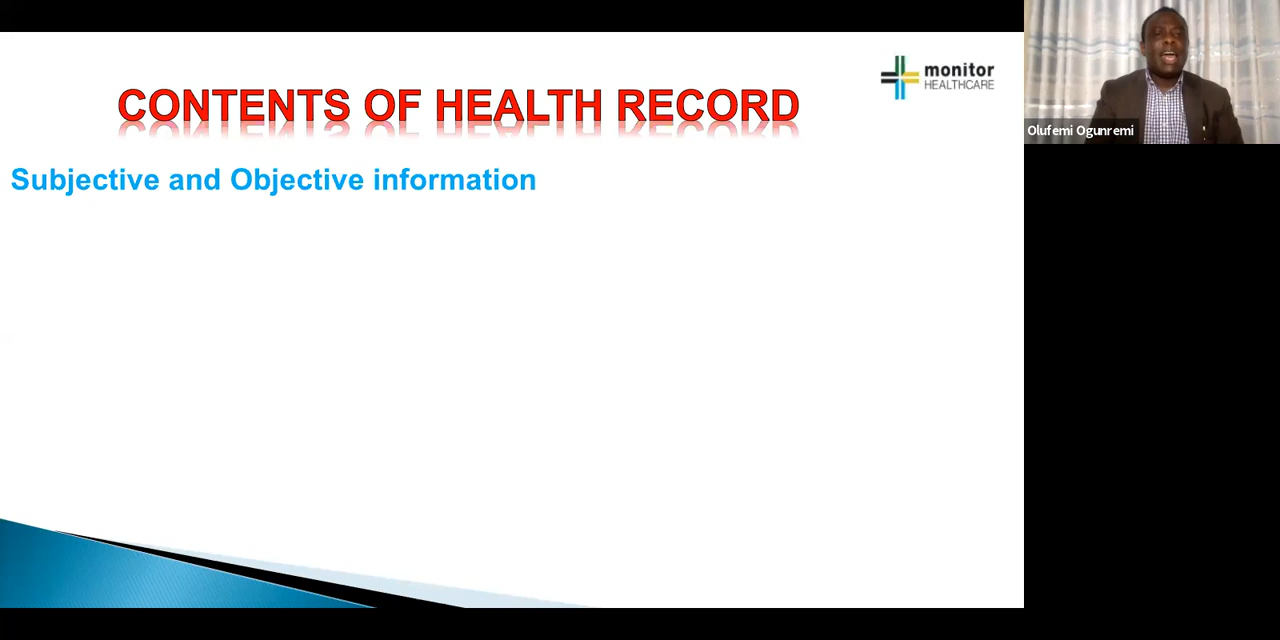 CONTENTS OF HEALTH RECORD
monitor
HEALTHCARE
Subjective and Objective information
Olufemi Ogunremi